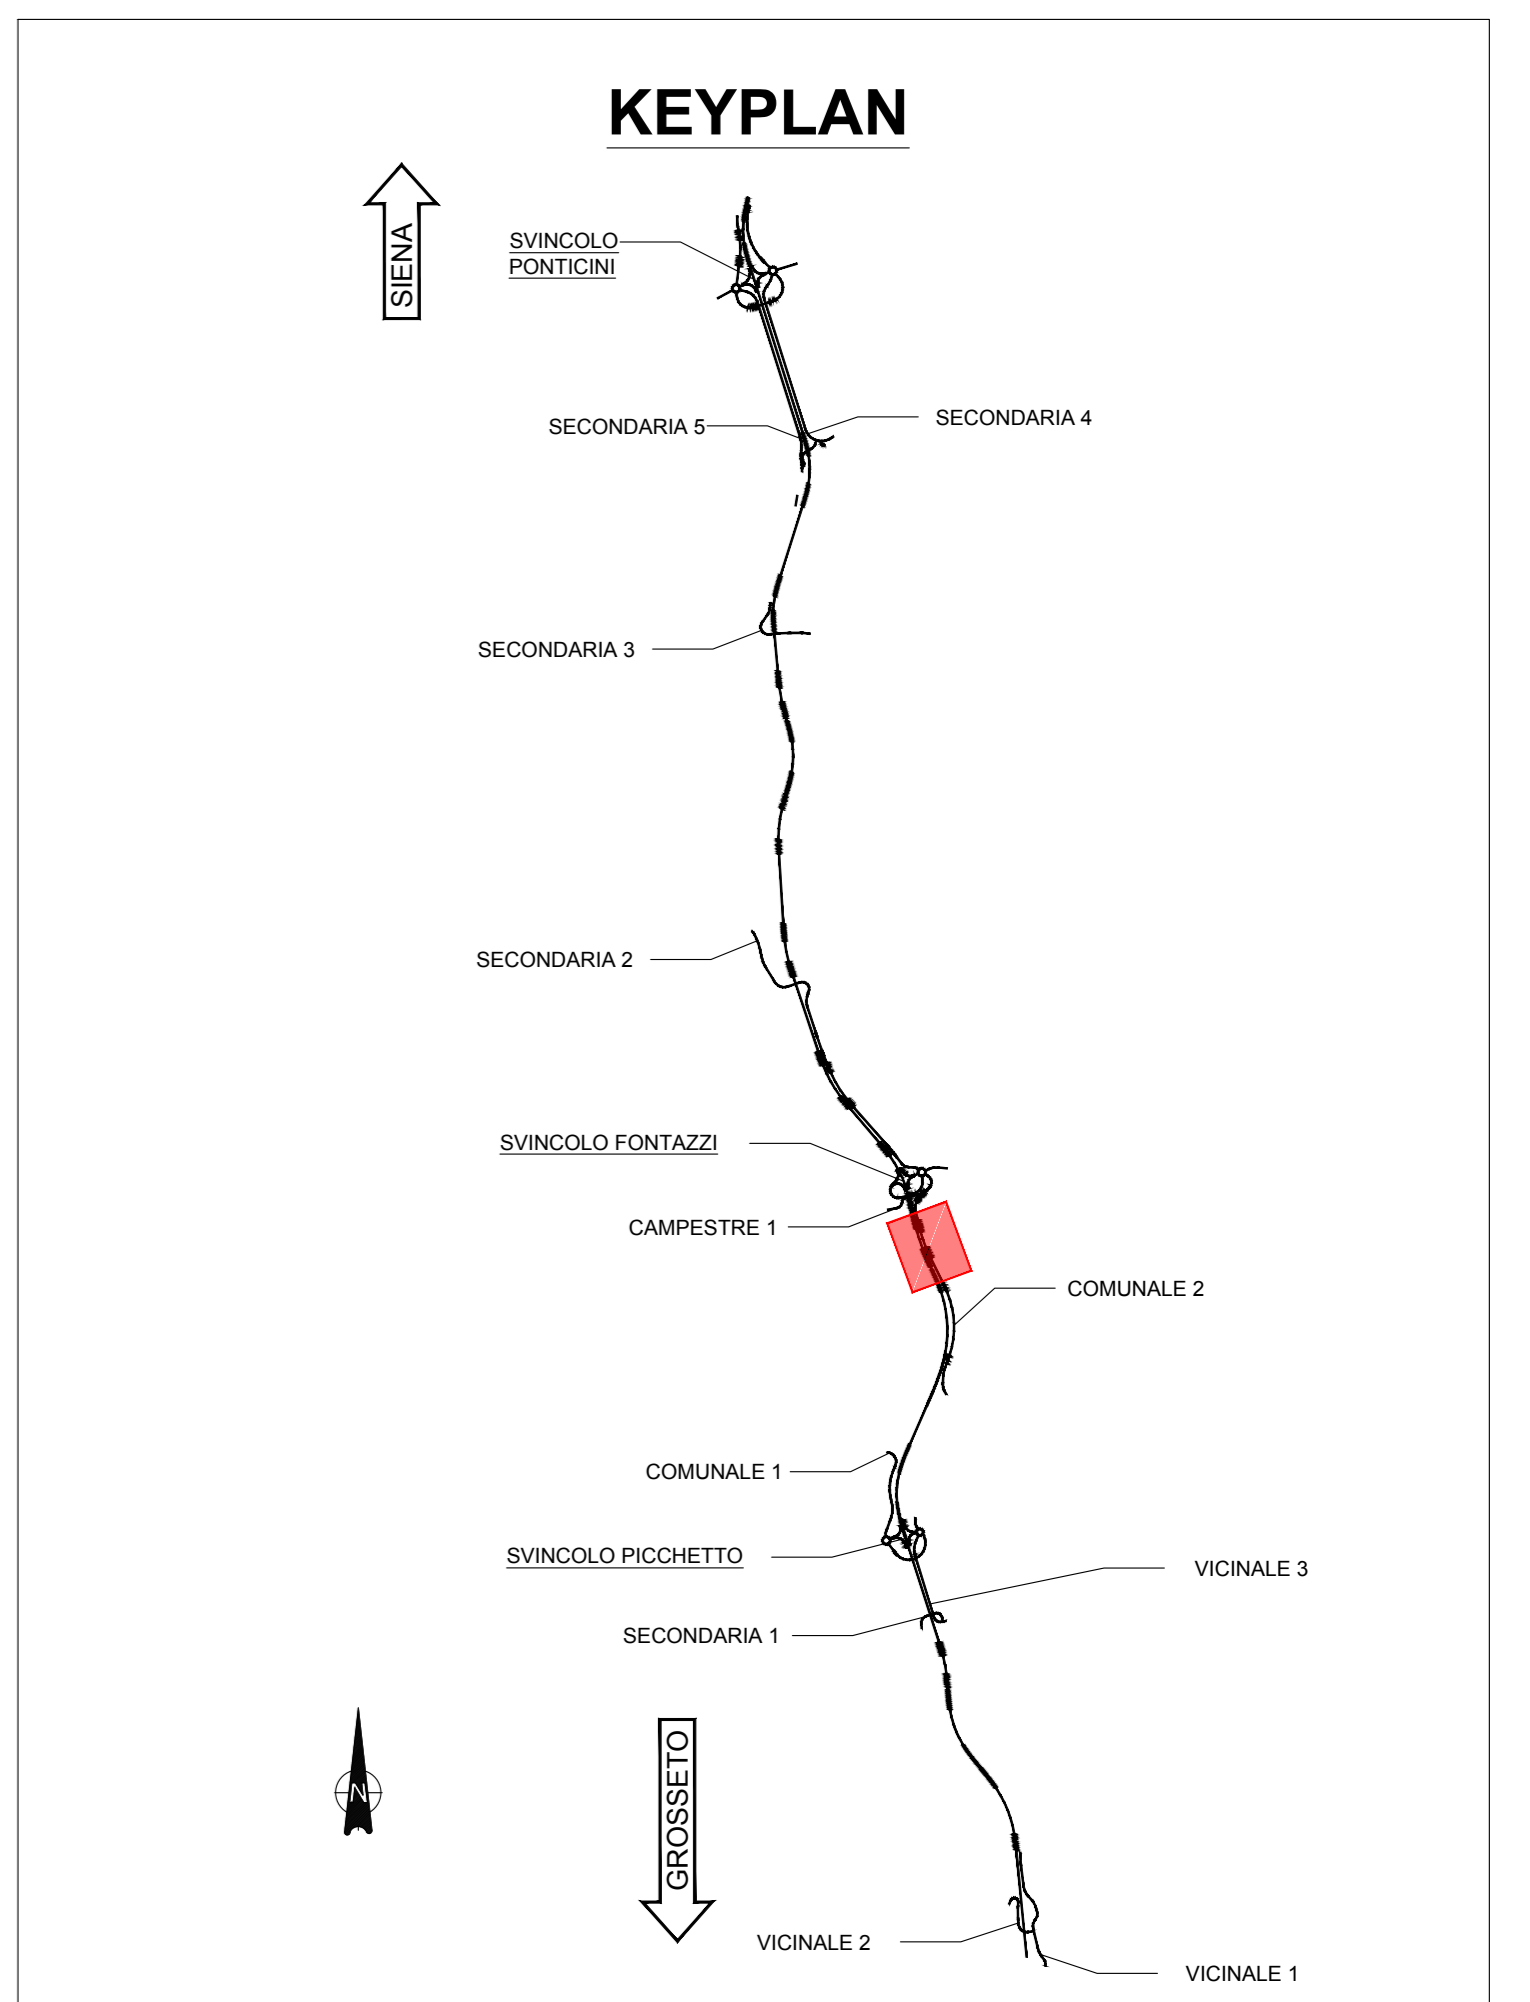 KEYPLAN
SIENA
SVINCOLO
PONTICINI
SECONDARIA 5
SECONDARIA 4
SECONDARIA 3
SECONDARIA 2
SVINCOLO FONTAZZI
CAMPESTRE 1
COMUNALE 2
COMUNALE 1
SVINCOLO PICCHETTO
VICINALE 3
SECONDARIA 1
N
GROSSETO
VICINALE 2
VICINALE 1